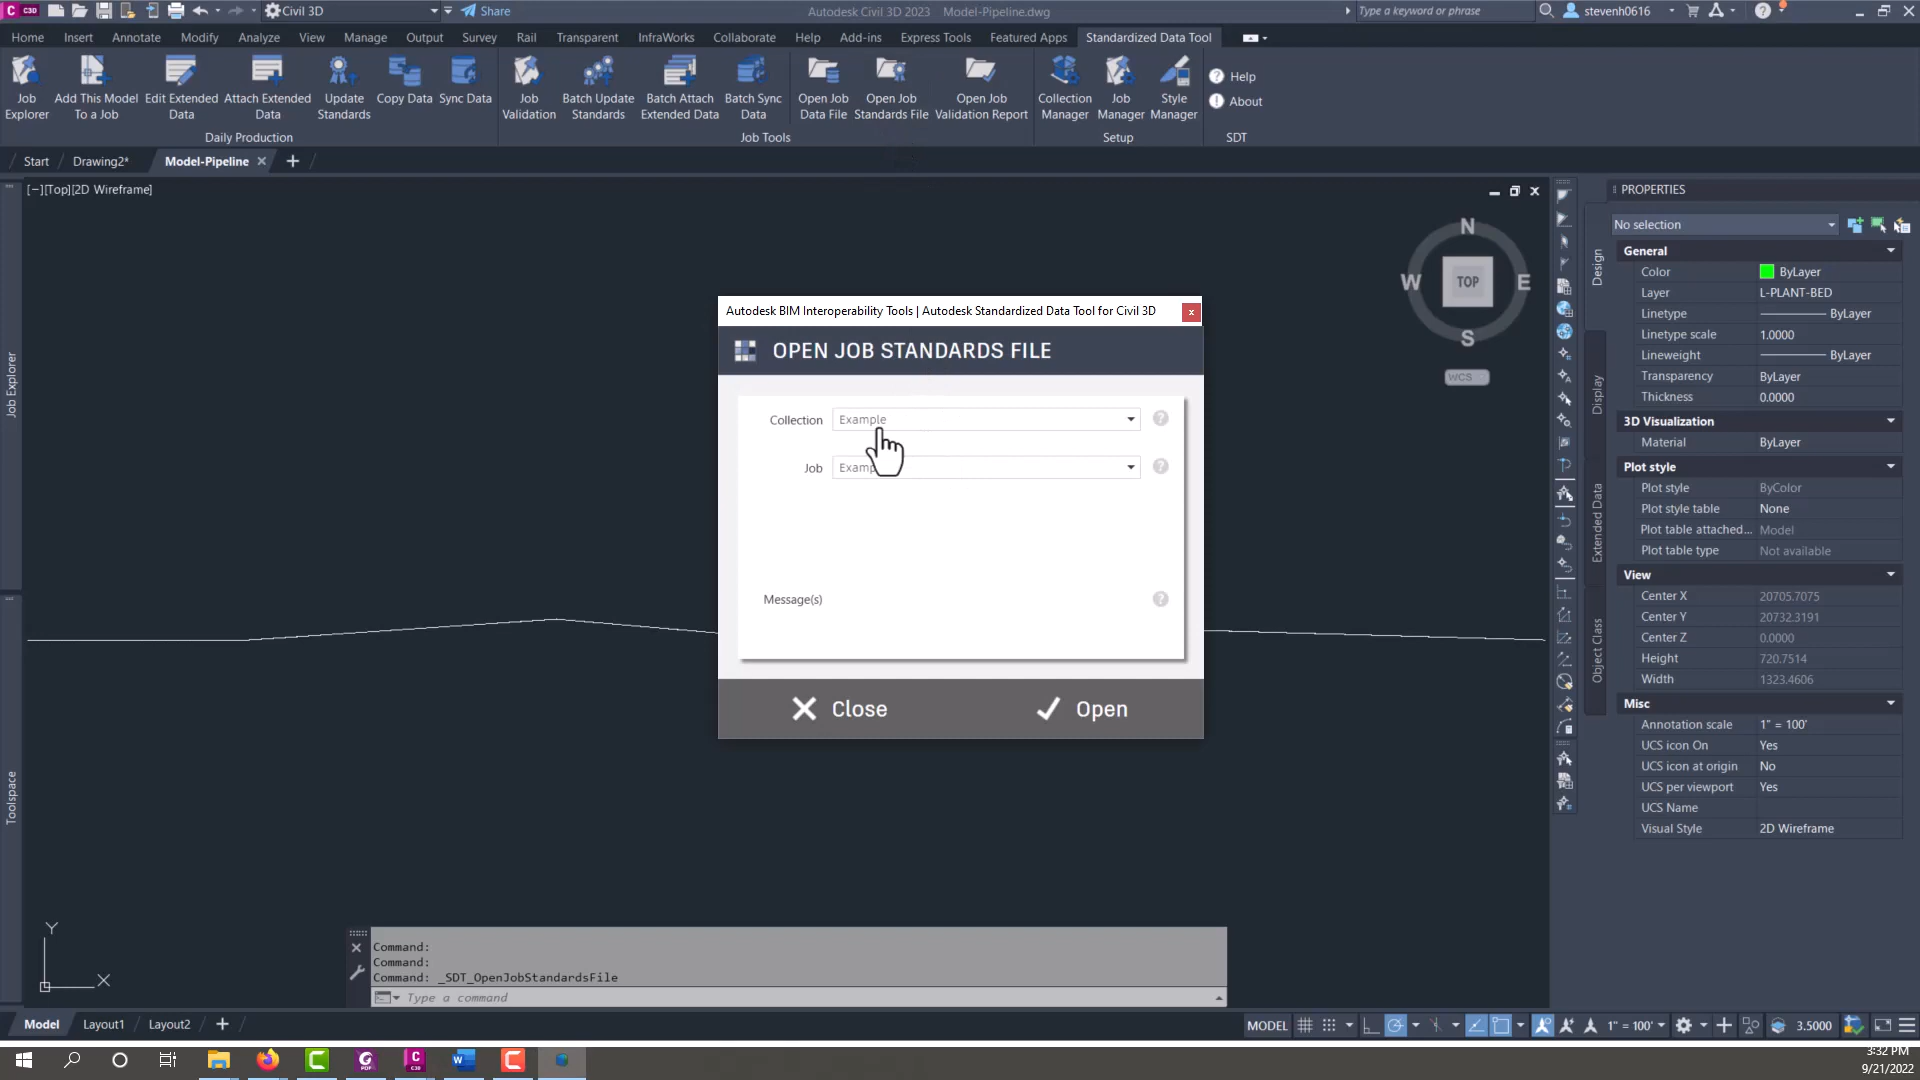 C3D
Civil 3D
Share
Autodesk Civil 3D 2023 Model-Pipeline.dwg
Type a keyword or phrase
stevenh0616
Home Insert Annotate Modify Analyze View Manage Output Survey Rail Transparent InfraWorks Collaborate Help Add-ins Express Tools Featured Apps Standardized Data Tool
Job Explorer
Add This Model To a Job
Edit Extended Data
Attach Extended Data
Update Standards
Copy Data
Sync Data
Job Validation
Batch Update Standards
Batch Attach Extended Data
Batch Sync Data
Open Job Data File
Open Job Standards File
Open Job Validation Report
Collection Manager
Job Manager
Style Manager
Help
About
Daily Production
Job Tools
Setup
SDT
Start
Drawing2*
Model-Pipeline
[−][Top][2D Wireframe]
Job Explorer
Toolspace
N
W TOP E
S
WCS
Autodesk BIM Interoperability Tools | Autodesk Standardized Data Tool for Civil 3D
OPEN JOB STANDARDS FILE
Collection Example
Job
Message(s)
Close
Open
PROPERTIES
No selection
Design
Display
Extended Data
Object Class
General
Color ByLayer
Layer L-PLANT-BED
Linetype ByLayer
Linetype scale 1.0000
Lineweight ByLayer
Transparency ByLayer
Thickness 0.0000
3D Visualization
Material ByLayer
Plot style
Plot style ByColor
Plot style table None
Plot table attached... Model
Plot table type Not available
View
Center X 20705.7075
Center Y 20732.3191
Center Z 0.0000
Height 720.7514
Width 1323.4606
Misc
Annotation scale 1" = 100'
UCS icon On Yes
UCS icon at origin No
UCS per viewport Yes
UCS Name
Visual Style 2D Wireframe
Y
X
Command:
Command:
Command: _SDT_OpenJobStandardsFile
Type a command
Model Layout1 Layout2
MODEL
1" = 100'
3.5000
3:32 PM
9/21/2022